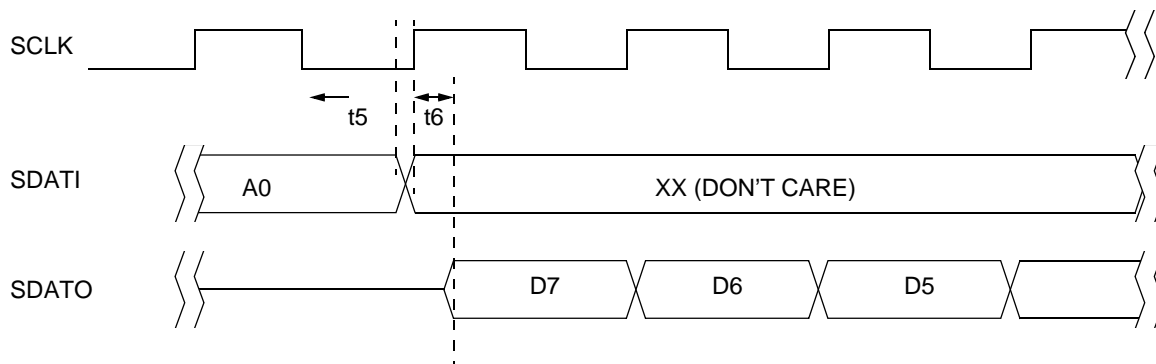 SCLK
t5 t6
SDATI A0 XX (DON'T CARE)
SDATO D7 D6 D5